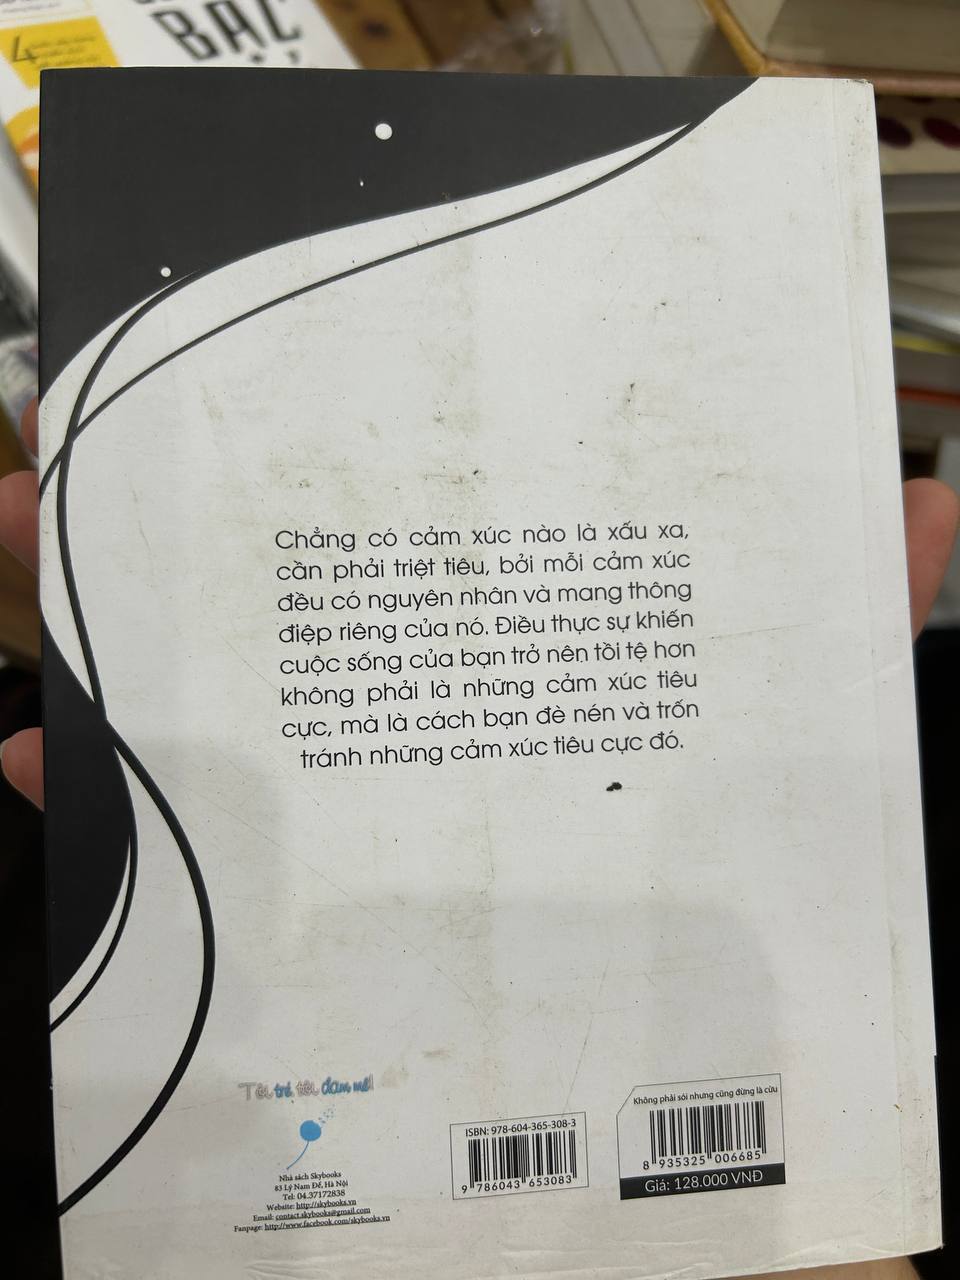 BẠC
4
Chẳng có cảm xúc nào là xấu xa,
cần phải triệt tiêu, bởi mỗi cảm xúc
đều có nguyên nhân và mang thông
điệp riêng của nó. Điều thực sự khiến
cuộc sống của bạn trở nên tồi tệ hơn
không phải là những cảm xúc tiêu
cực, mà là cách bạn đè nén và trốn
tránh những cảm xúc tiêu cực đó.
Tôi trẻ, tôi đam mê!
Nhà sách Skybooks
83 Lý Nam Đế, Hà Nội
Tel: 04.37172838
Website: http://skybooks.vn
Email: contact.skybooks@gmail.com
Fanpage: http://www.facebook.com/skybooks.vn
ISBN: 978-604-365-308-3
9 786043 653083
Không phải sói nhưng cũng đừng là cừu
8 935325 006685
Giá: 128.000 VNĐ